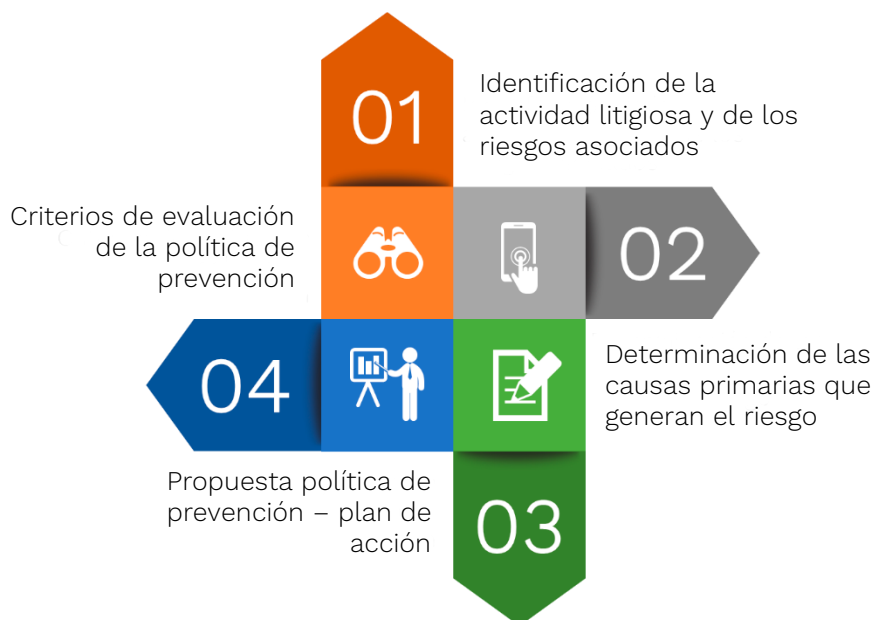 01
Identificación de la
actividad litigiosa y de los
riesgos asociados
02
Determinación de las
causas primarias que
generan el riesgo
03
Propuesta política de
prevención – plan de
acción
04
Criterios de evaluación
de la política de
prevención